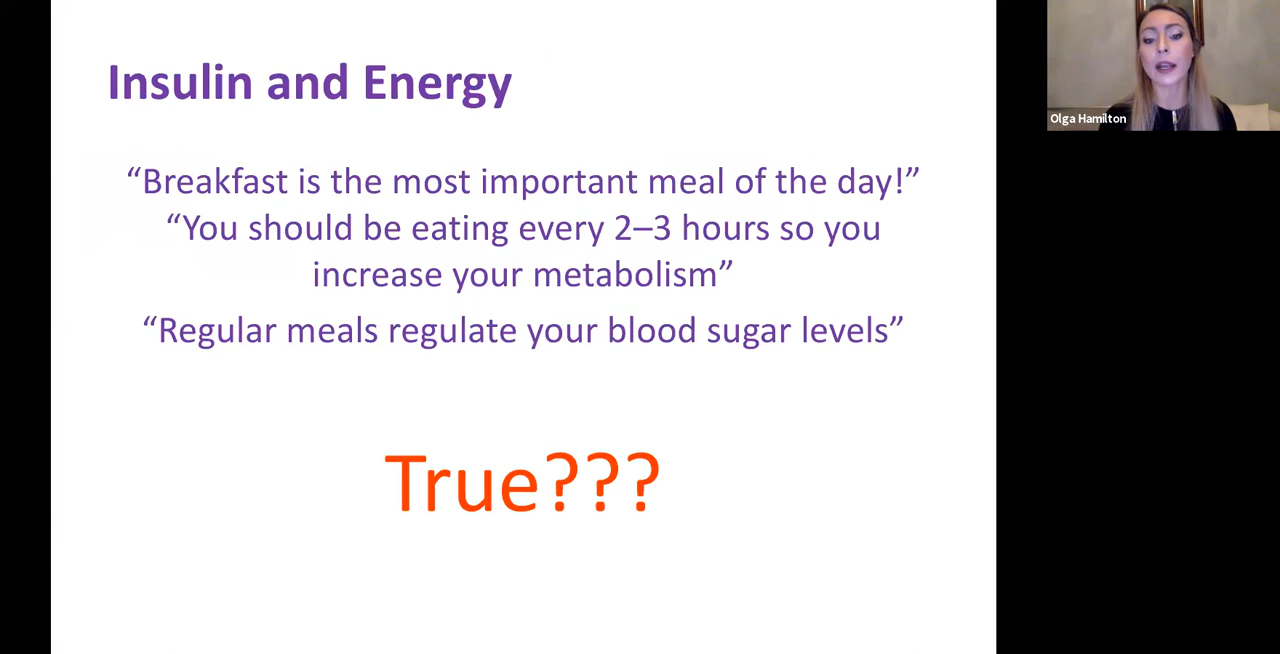 Insulin and Energy
“Breakfast is the most important meal of the day!”
“You should be eating every 2–3 hours so you
increase your metabolism”
“Regular meals regulate your blood sugar levels”
True???
Olga Hamilton